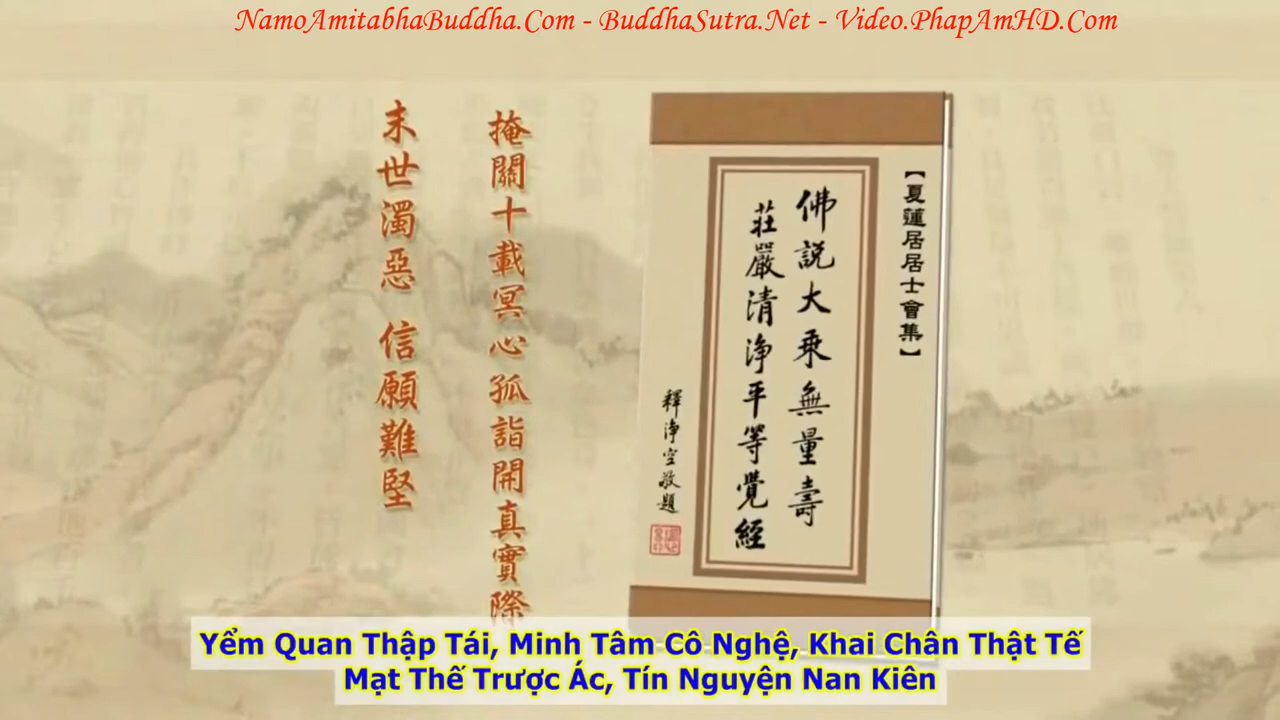 NamoAmitabhaBuddha.Com - BuddhaSutra.Net - Video.PhapAmHD.Com
掩關十載冥心孤詣開真實際
末世濁惡 信願難堅
【夏蓮居居士會集】
佛説大乘無量壽
莊嚴清淨平等覺經
釋淨空敬題
Yểm Quan Thập Tái, Minh Tâm Cô Nghệ, Khai Chân Thật Tế
Mạt Thế Trược Ác, Tín Nguyện Nan Kiên